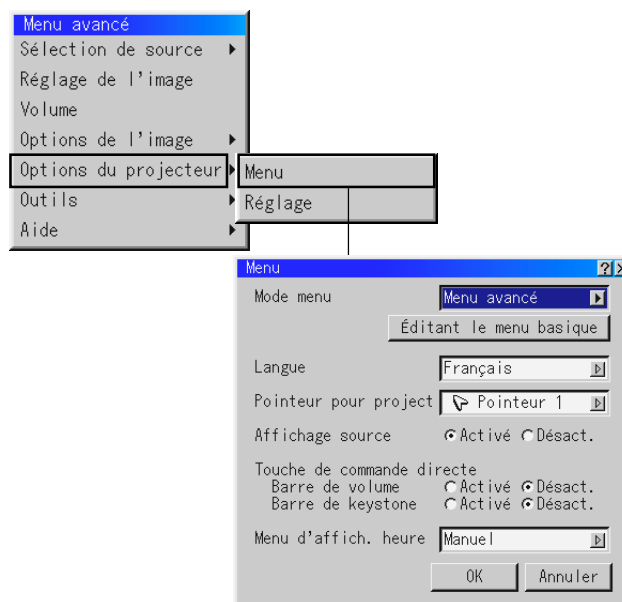 Menu avancé
Sélection de source
Réglage de l'image
Volume
Options de l'image
Options du projecteur
Menu
Outils
Réglage
Aide
Menu
Mode menu
Menu avancé
Éditant le menu basique
Langue
Français
Pointeur pour project
Pointeur 1
Affichage source
Activé Désact.
Touche de commande directe
Barre de volume
Activé Désact.
Barre de keystone
Activé Désact.
Menu d'affich. heure
Manuel
OK
Annuler